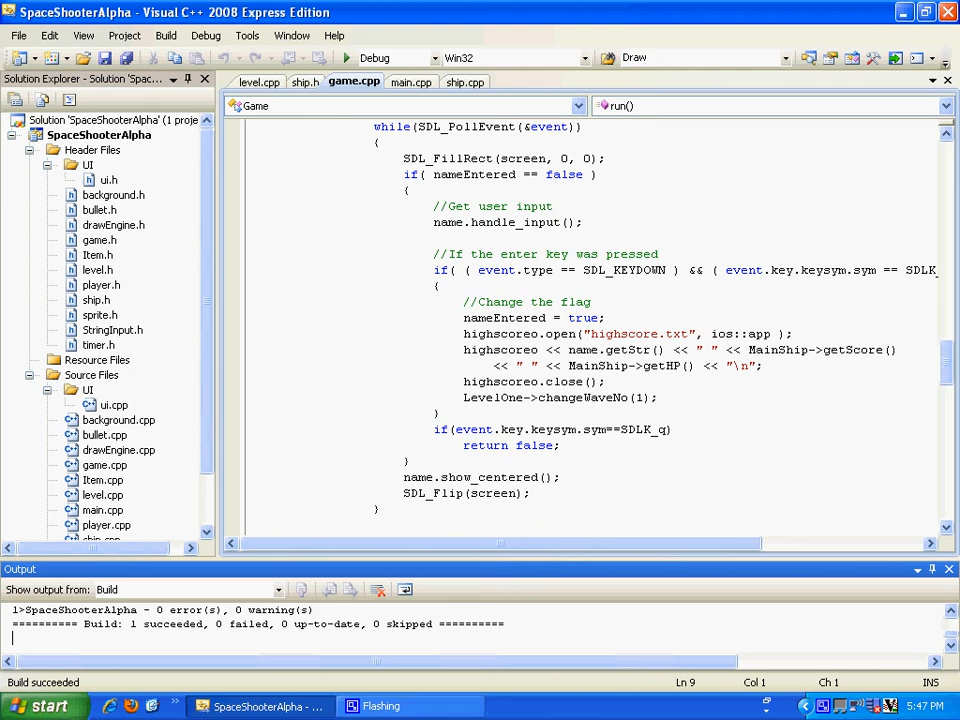 SpaceShooterAlpha - Visual C++ 2008 Express Edition
File Edit View Project Build Debug Tools Window Help
Debug Win32 Draw
Solution Explorer - Solution 'Spac...
level.cpp ship.h game.cpp main.cpp ship.cpp
Game run()
Solution 'SpaceShooterAlpha' (1 proje
SpaceShooterAlpha
Header Files
UI
ui.h
background.h
bullet.h
drawEngine.h
game.h
Item.h
level.h
player.h
ship.h
sprite.h
StringInput.h
timer.h
Resource Files
Source Files
UI
ui.cpp
background.cpp
bullet.cpp
drawEngine.cpp
game.cpp
Item.cpp
level.cpp
main.cpp
player.cpp
ship.cpp
while(SDL_PollEvent(&event))
{
SDL_FillRect(screen, 0, 0);
if( nameEntered == false )
{
//Get user input
name.handle_input();
//If the enter key was pressed
if( ( event.type == SDL_KEYDOWN ) && ( event.key.keysym.sym == SDLK_
{
//Change the flag
nameEntered = true;
highscoreo.open("highscore.txt", ios::app );
highscoreo << name.getStr() << " " << MainShip->getScore()
<< " " << MainShip->getHP() << "\n";
highscoreo.close();
LevelOne->changeWaveNo(1);
}
if(event.key.keysym.sym==SDLK_q)
return false;
}
name.show_centered();
SDL_Flip(screen);
}
Output
Show output from: Build
1>SpaceShooterAlpha - 0 error(s), 0 warning(s)
========== Build: 1 succeeded, 0 failed, 0 up-to-date, 0 skipped ==========
Build succeeded Ln 9 Col 1 Ch 1 INS
start SpaceShooterAlpha - ... Flashing 5:47 PM